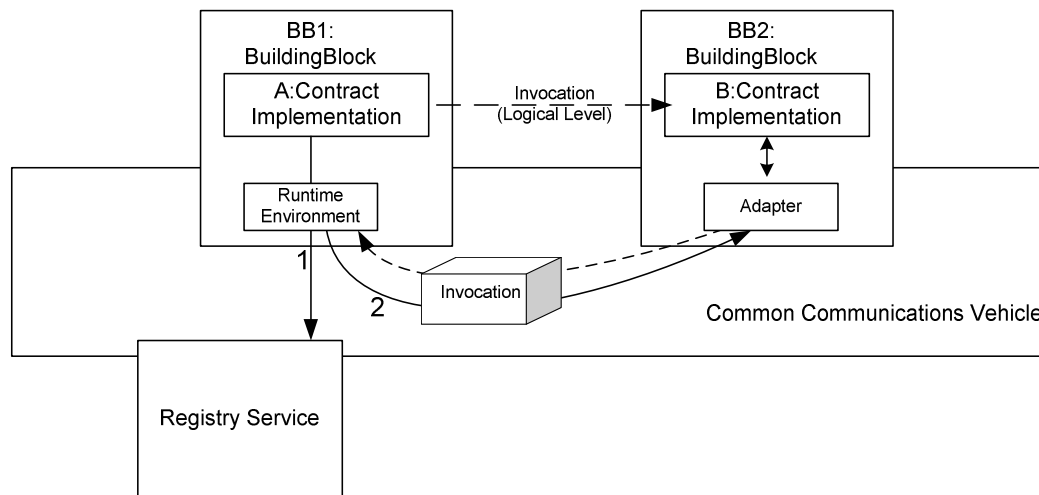 BB1:
BuildingBlock
A:Contract
Implementation
Invocation
(Logical Level)
BB2:
BuildingBlock
B:Contract
Implementation
Runtime
Environment
Adapter
1
2
Invocation
Common Communications Vehicle
Registry Service